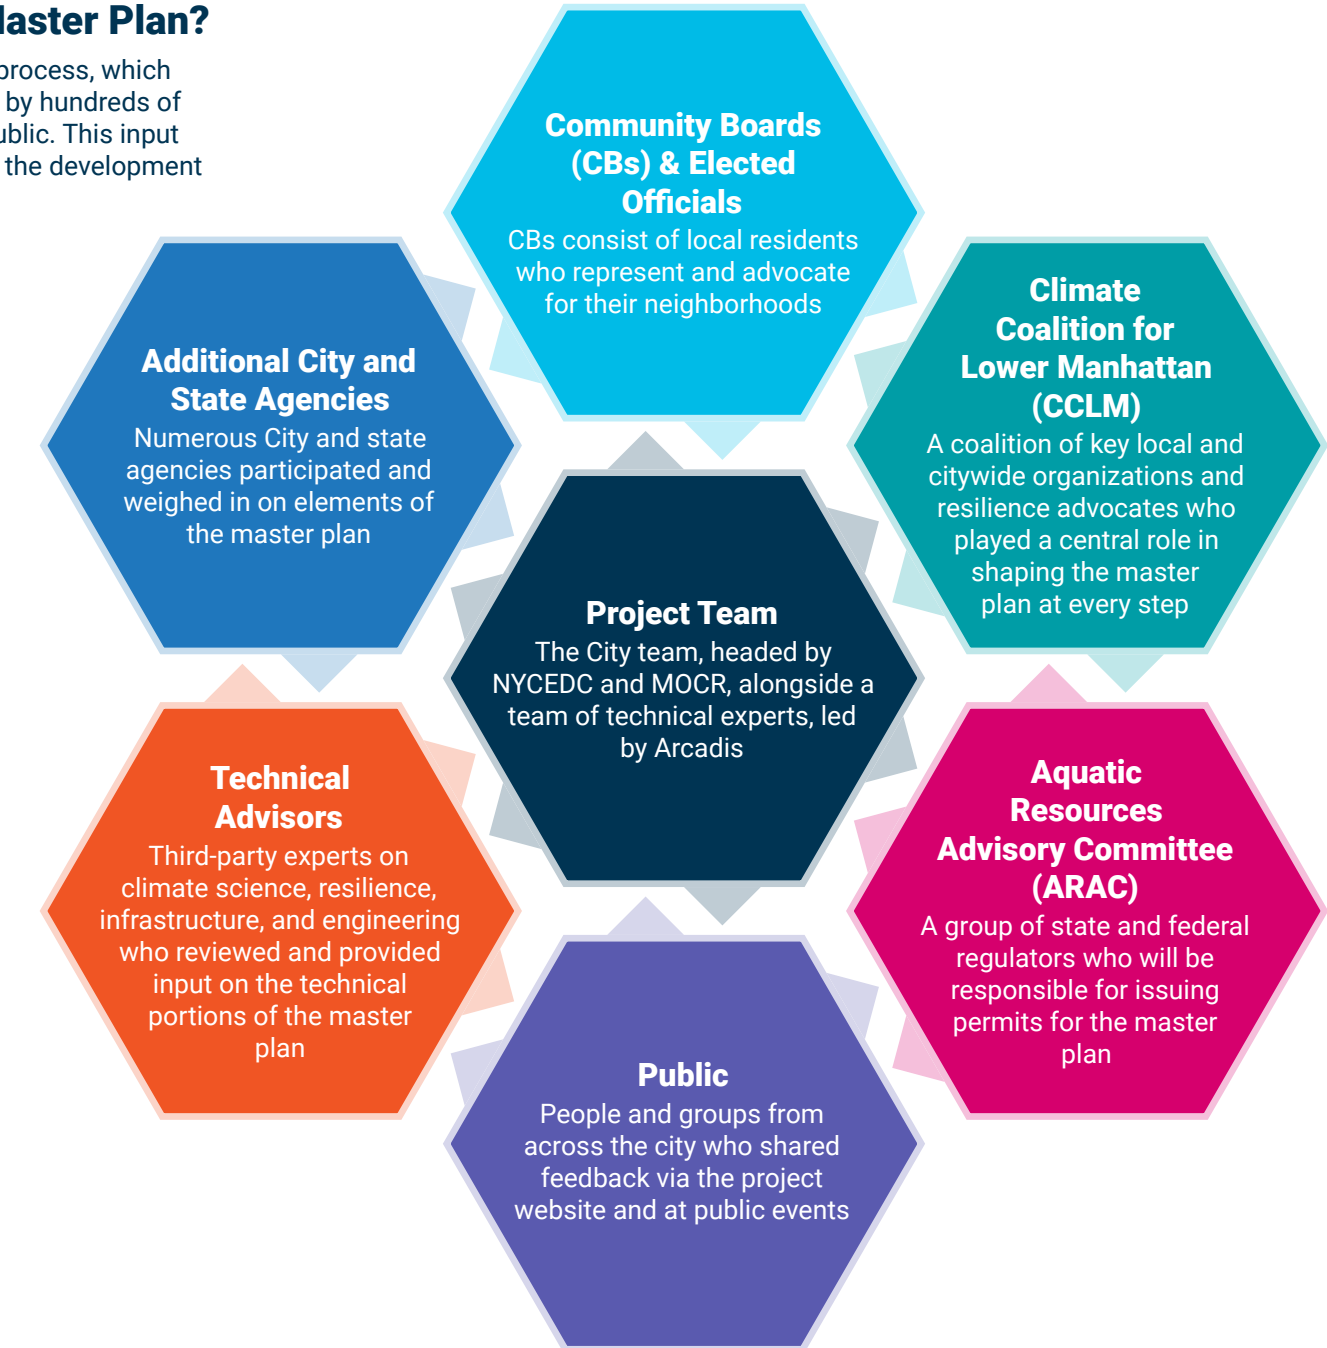 Master Plan?
process, which
by hundreds of
ublic. This input
the development
Community Boards
(CBs) & Elected
Officials
CBs consist of local residents
who represent and advocate
for their neighborhoods
Additional City and
State Agencies
Numerous City and state
agencies participated and
weighed in on elements of
the master plan
Climate
Coalition for
Lower Manhattan
(CCLM)
A coalition of key local and
citywide organizations and
resilience advocates who
played a central role in
shaping the master
plan at every step
Project Team
The City team, headed by
NYCEDC and MOCR, alongside a
team of technical experts, led
by Arcadis
Technical
Advisors
Third-party experts on
climate science, resilience,
infrastructure, and engineering
who reviewed and provided
input on the technical
portions of the master
plan
Aquatic
Resources
Advisory Committee
(ARAC)
A group of state and federal
regulators who will be
responsible for issuing
permits for the master
plan
Public
People and groups from
across the city who shared
feedback via the project
website and at public events